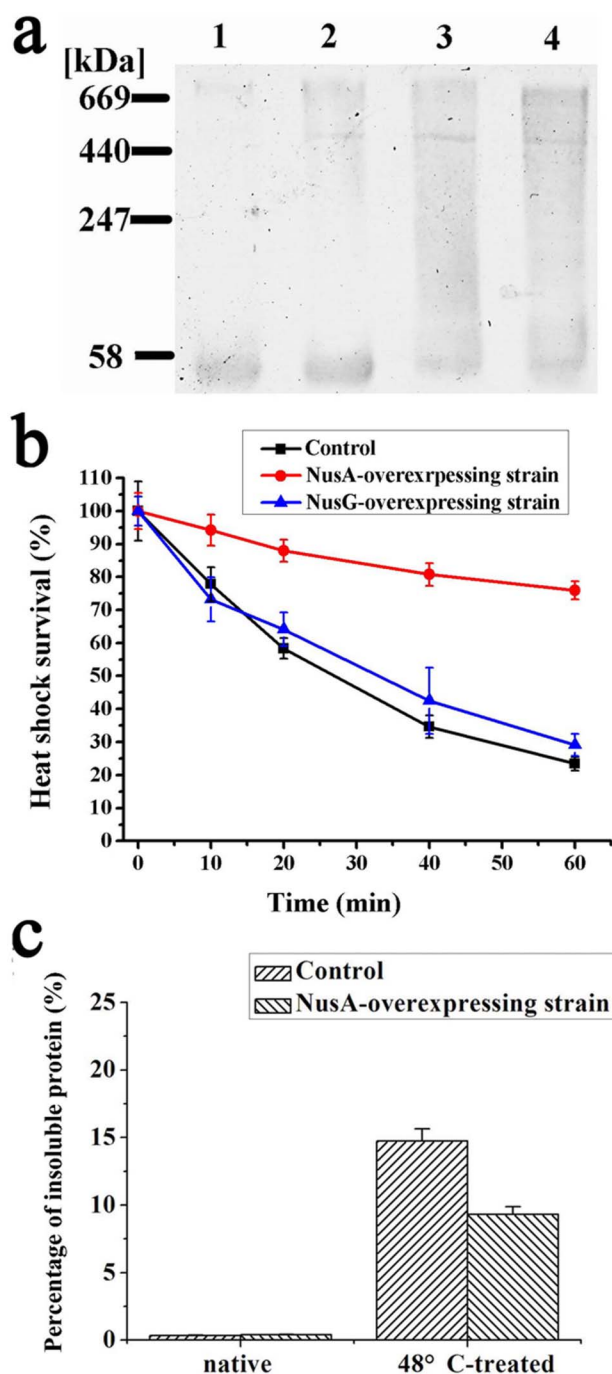 a
1 2 3 4
[kDa]
669
440
247
58
b
Control
NusA-overexrpessing strain
NusG-overexpressing strain
Heat shock survival (%)
110
100
90
80
70
60
50
40
30
20
10
0
0 10 20 30 40 50 60
Time (min)
c
Control
NusA-overexpressing strain
Percentage of insoluble protein (%)
25
20
15
10
5
0
native 48° C-treated